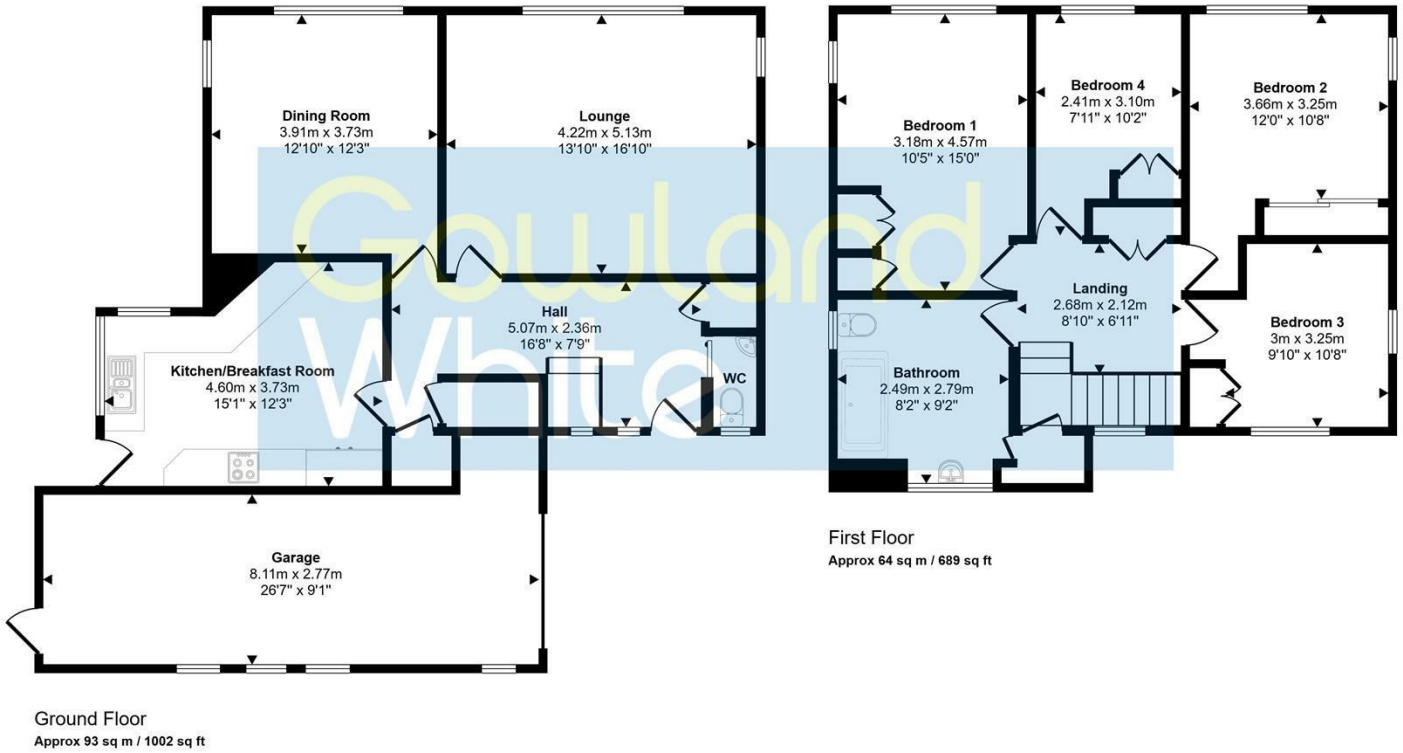 Dining Room
3.91m x 3.73m
12'10" x 12'3"
Lounge
4.22m x 5.13m
13'10" x 16'10"
Kitchen/Breakfast Room
4.60m x 3.73m
15'1" x 12'3"
Hall
5.07m x 2.36m
16'8" x 7'9"
WC
Garage
8.11m x 2.77m
26'7" x 9'1"
Ground Floor
Approx 93 sq m / 1002 sq ft
Bedroom 1
3.18m x 4.57m
10'5" x 15'0"
Bedroom 4
2.41m x 3.10m
7'11" x 10'2"
Bedroom 2
3.66m x 3.25m
12'0" x 10'8"
Landing
2.68m x 2.12m
8'10" x 6'11"
Bedroom 3
3m x 3.25m
9'10" x 10'8"
Bathroom
2.49m x 2.79m
8'2" x 9'2"
First Floor
Approx 64 sq m / 689 sq ft
Gowland
White